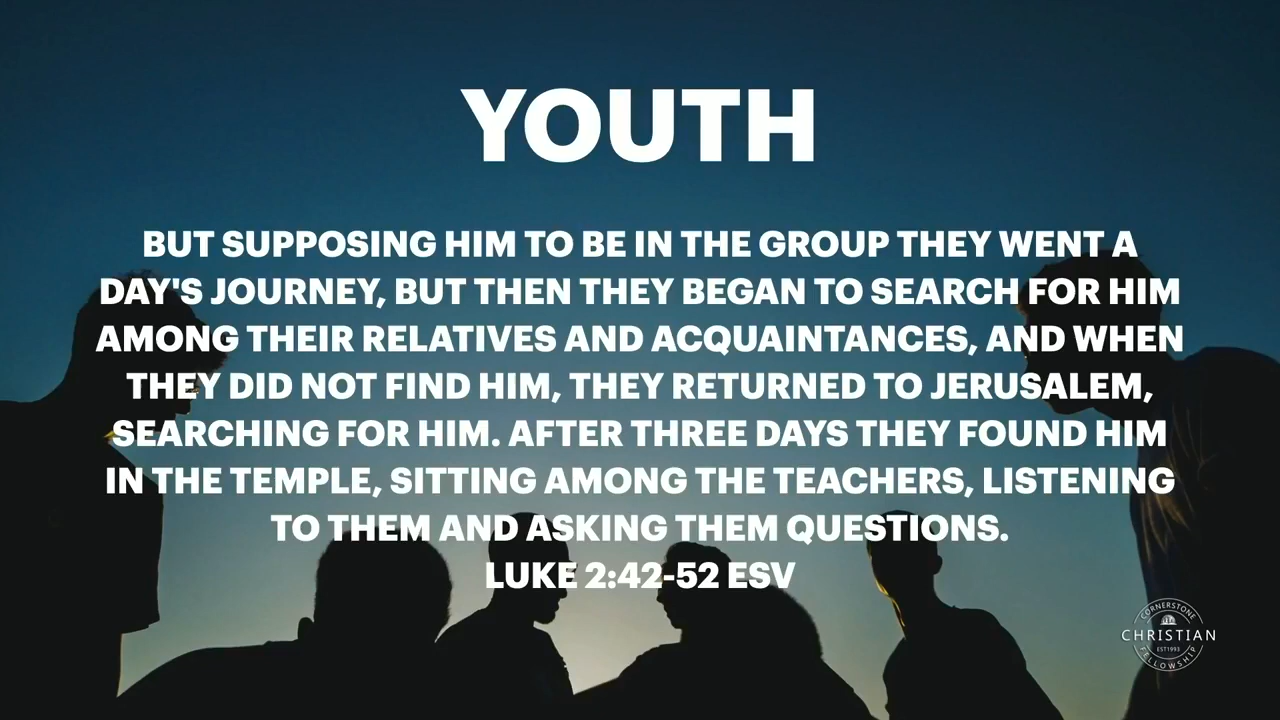 YOUTH
BUT SUPPOSING HIM TO BE IN THE GROUP THEY WENT A
DAY'S JOURNEY, BUT THEN THEY BEGAN TO SEARCH FOR HIM
AMONG THEIR RELATIVES AND ACQUAINTANCES, AND WHEN
THEY DID NOT FIND HIM, THEY RETURNED TO JERUSALEM,
SEARCHING FOR HIM. AFTER THREE DAYS THEY FOUND HIM
IN THE TEMPLE, SITTING AMONG THE TEACHERS, LISTENING
TO THEM AND ASKING THEM QUESTIONS.
LUKE 2:42-52 ESV
CORNERSTONE
CHRISTIAN
EST1993
FELLOWSHIP